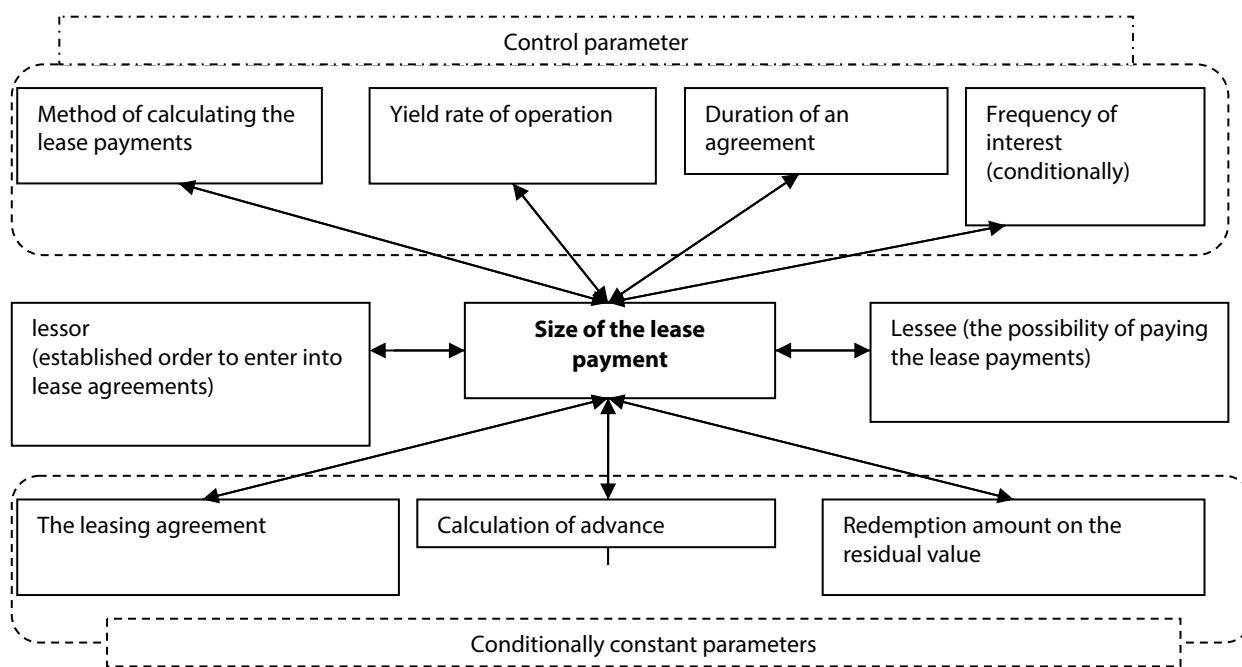 Control parameter
Method of calculating the
lease payments
Yield rate of operation
Duration of an
agreement
Frequency of
interest
(conditionally)
lessor
(established order to enter into
lease agreements)
Size of the lease
payment
Lessee (the possibility of paying
the lease payments)
The leasing agreement
Calculation of advance
Redemption amount on the
residual value
Conditionally constant parameters